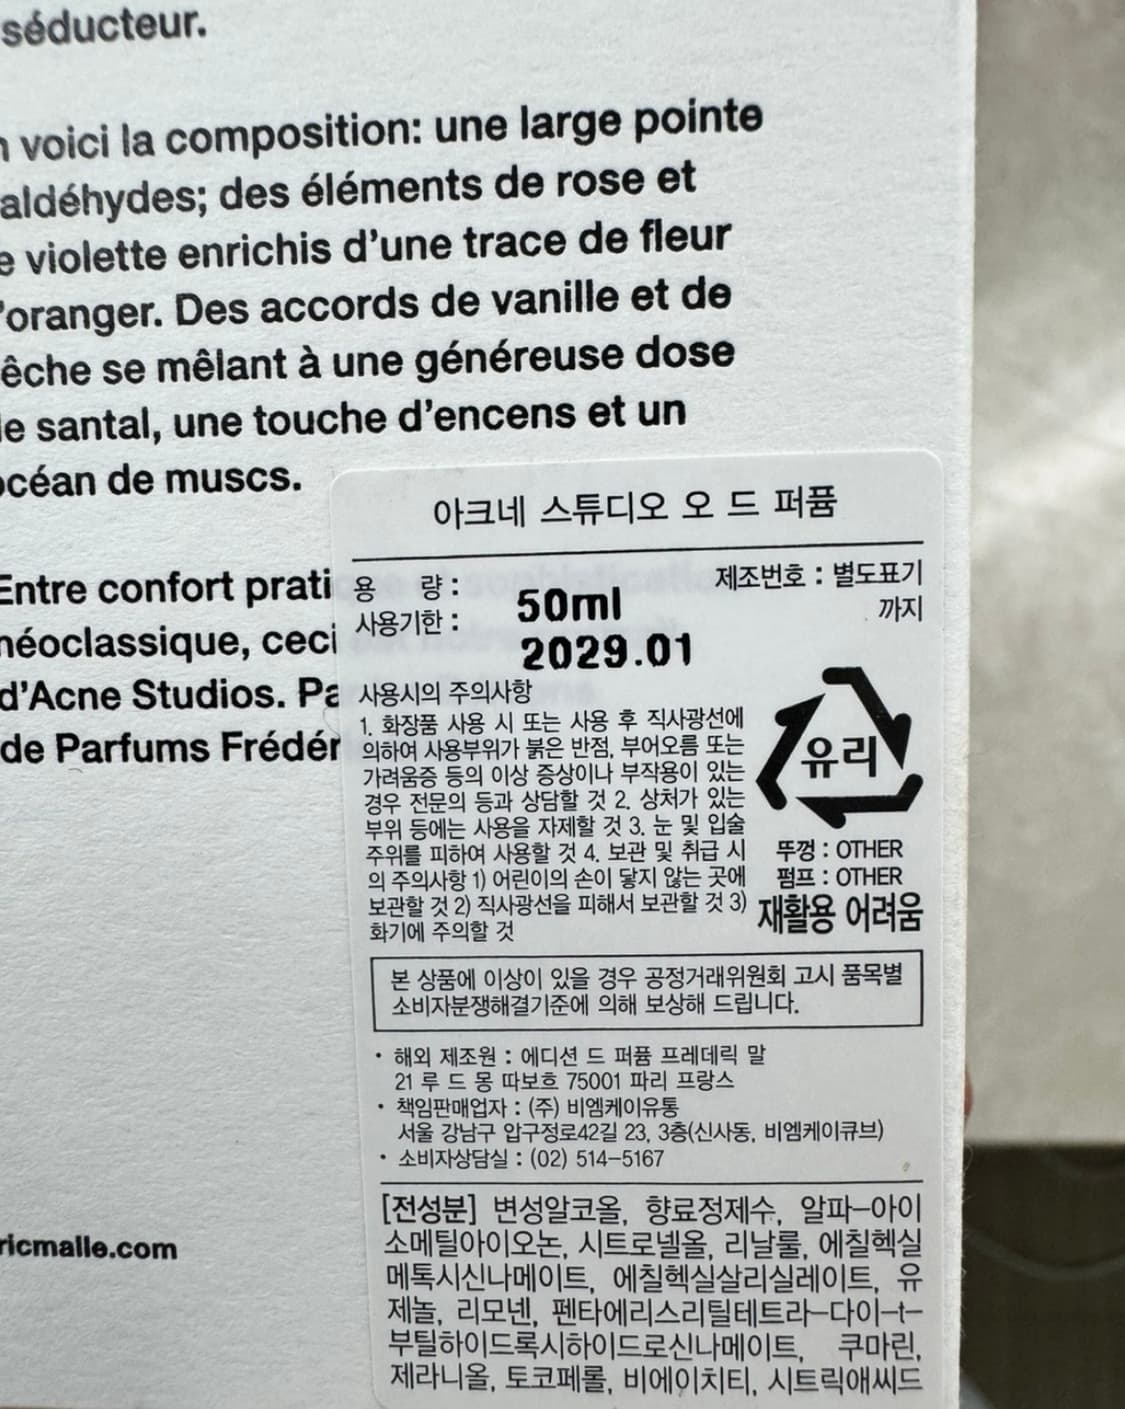 séducteur.
voici la composition: une large pointe
aldéhydes; des éléments de rose et
violette enrichis d'une trace de fleur
'oranger. Des accords de vanille et de
êche se mêlant à une généreuse dose
santal, une touche d'encens et un
océan de muscs.
Entre confort prati
néoclassique, ceci
d'Acne Studios. Pa
de Parfums Frédér
ricmalle.com
아크네 스튜디오 오 드 퍼퓸
용 량 : 50ml 제조번호 : 별도표기
사용기한 : 2029.01 까지
사용시의 주의사항
1. 화장품 사용 시 또는 사용 후 직사광선에
의하여 사용부위가 붉은 반점, 부어오름 또는
가려움증 등의 이상 증상이나 부작용이 있는
경우 전문의 등과 상담할 것 2. 상처가 있는
부위 등에는 사용을 자제할 것 3. 눈 및 입술
주위를 피하여 사용할 것 4. 보관 및 취급 시
의 주의사항 1) 어린이의 손이 닿지 않는 곳에
보관할 것 2) 직사광선을 피해서 보관할 것 3)
화기에 주의할 것
유리
뚜껑 : OTHER
펌프 : OTHER
재활용 어려움
본 상품에 이상이 있을 경우 공정거래위원회 고시 품목별
소비자분쟁해결기준에 의해 보상해 드립니다.
• 해외 제조원 : 에디션 드 퍼퓸 프레데릭 말
21 루 드 몽 따보흐 75001 파리 프랑스
• 책임판매업자 : (주) 비엠케이유통
서울 강남구 압구정로42길 23, 3층(신사동, 비엠케이큐브)
• 소비자상담실 : (02) 514-5167
[전성분] 변성알코올, 향료정제수, 알파-아이
소메틸아이오논, 시트로넬올, 리날룰, 에칠헥실
메톡시신나메이트, 에칠헥실살리실레이트, 유
제놀, 리모넨, 펜타에리스리틸테트라-다이-t-
부틸하이드록시하이드로신나메이트, 쿠마린,
제라니올, 토코페롤, 비에이치티, 시트릭애씨드